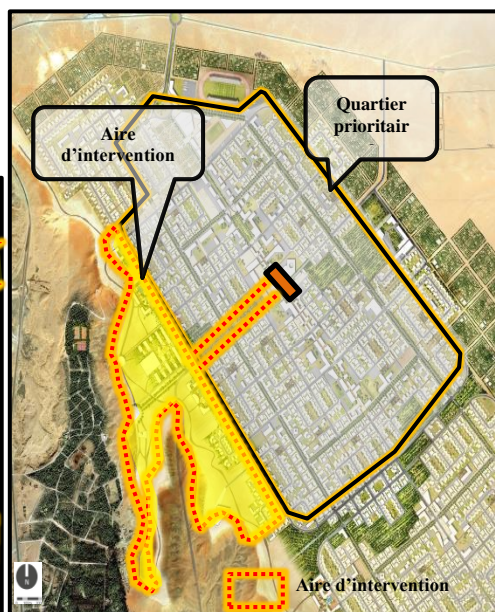 Quartier
prioritair
Aire
d'intervention
Aire d'intervention